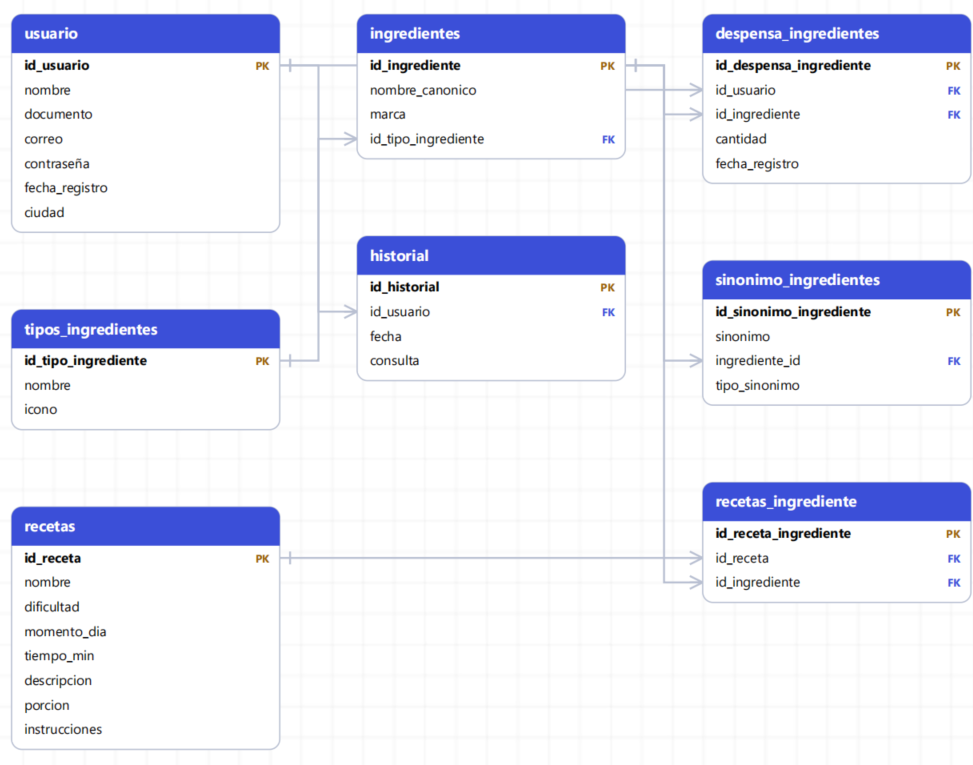 usuario
id_usuario PK
nombre
documento
correo
contraseña
fecha_registro
ciudad
ingredientes
id_ingrediente PK
nombre_canonico
marca
id_tipo_ingrediente FK
despensa_ingredientes
id_despensa_ingrediente PK
id_usuario FK
id_ingrediente FK
cantidad
fecha_registro
historial
id_historial PK
id_usuario FK
fecha
consulta
sinonimo_ingredientes
id_sinonimo_ingrediente PK
sinonimo
ingrediente_id FK
tipo_sinonimo
tipos_ingredientes
id_tipo_ingrediente PK
nombre
icono
recetas
id_receta PK
nombre
dificultad
momento_dia
tiempo_min
descripcion
porcion
instrucciones
recetas_ingrediente
id_receta_ingrediente PK
id_receta FK
id_ingrediente FK